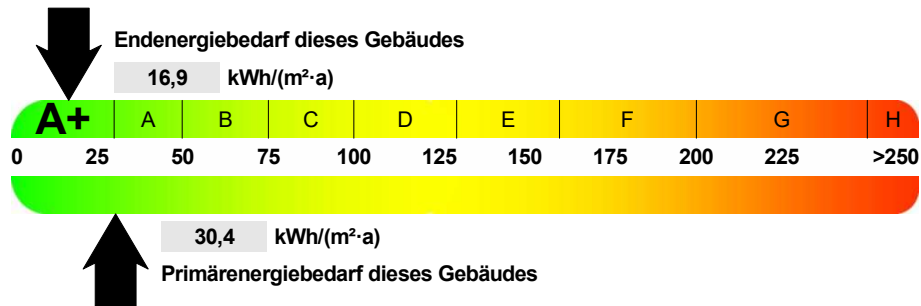 Endenergiebedarf dieses Gebäudes
16,9 kWh/(m²·a)
A+ A B C D E F G H
0 25 50 75 100 125 150 175 200 225 >250
30,4 kWh/(m²·a)
Primärenergiebedarf dieses Gebäudes